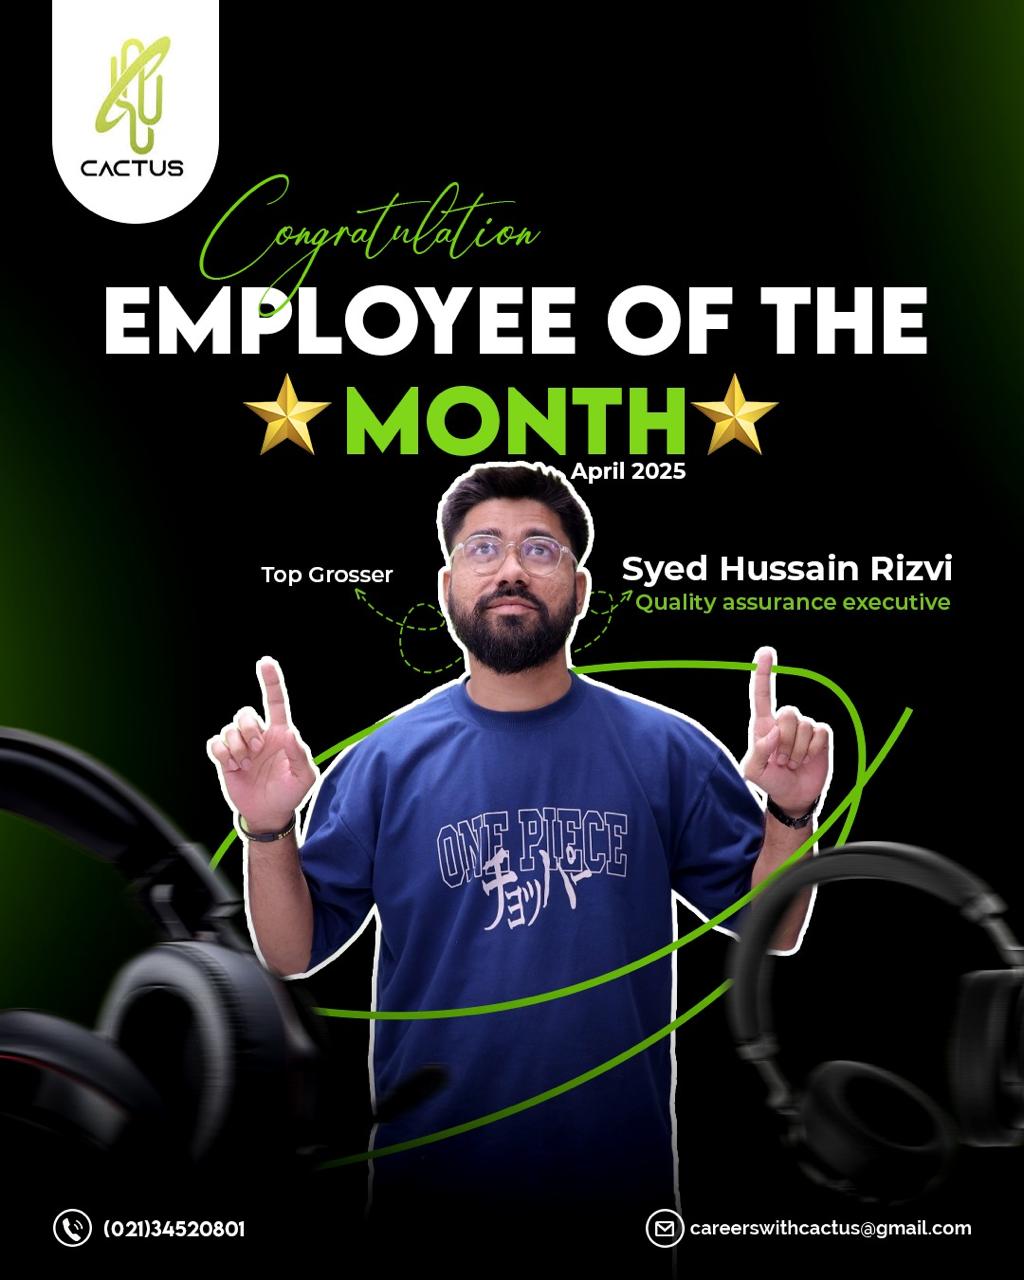 CACTUS
Congratulation
EMPLOYEE OF THE
MONTH
April 2025
Top Grosser
Syed Hussain Rizvi
Quality assurance executive
ONE PIECE
チョッパー
(021)34520801
careerswithcactus@gmail.com